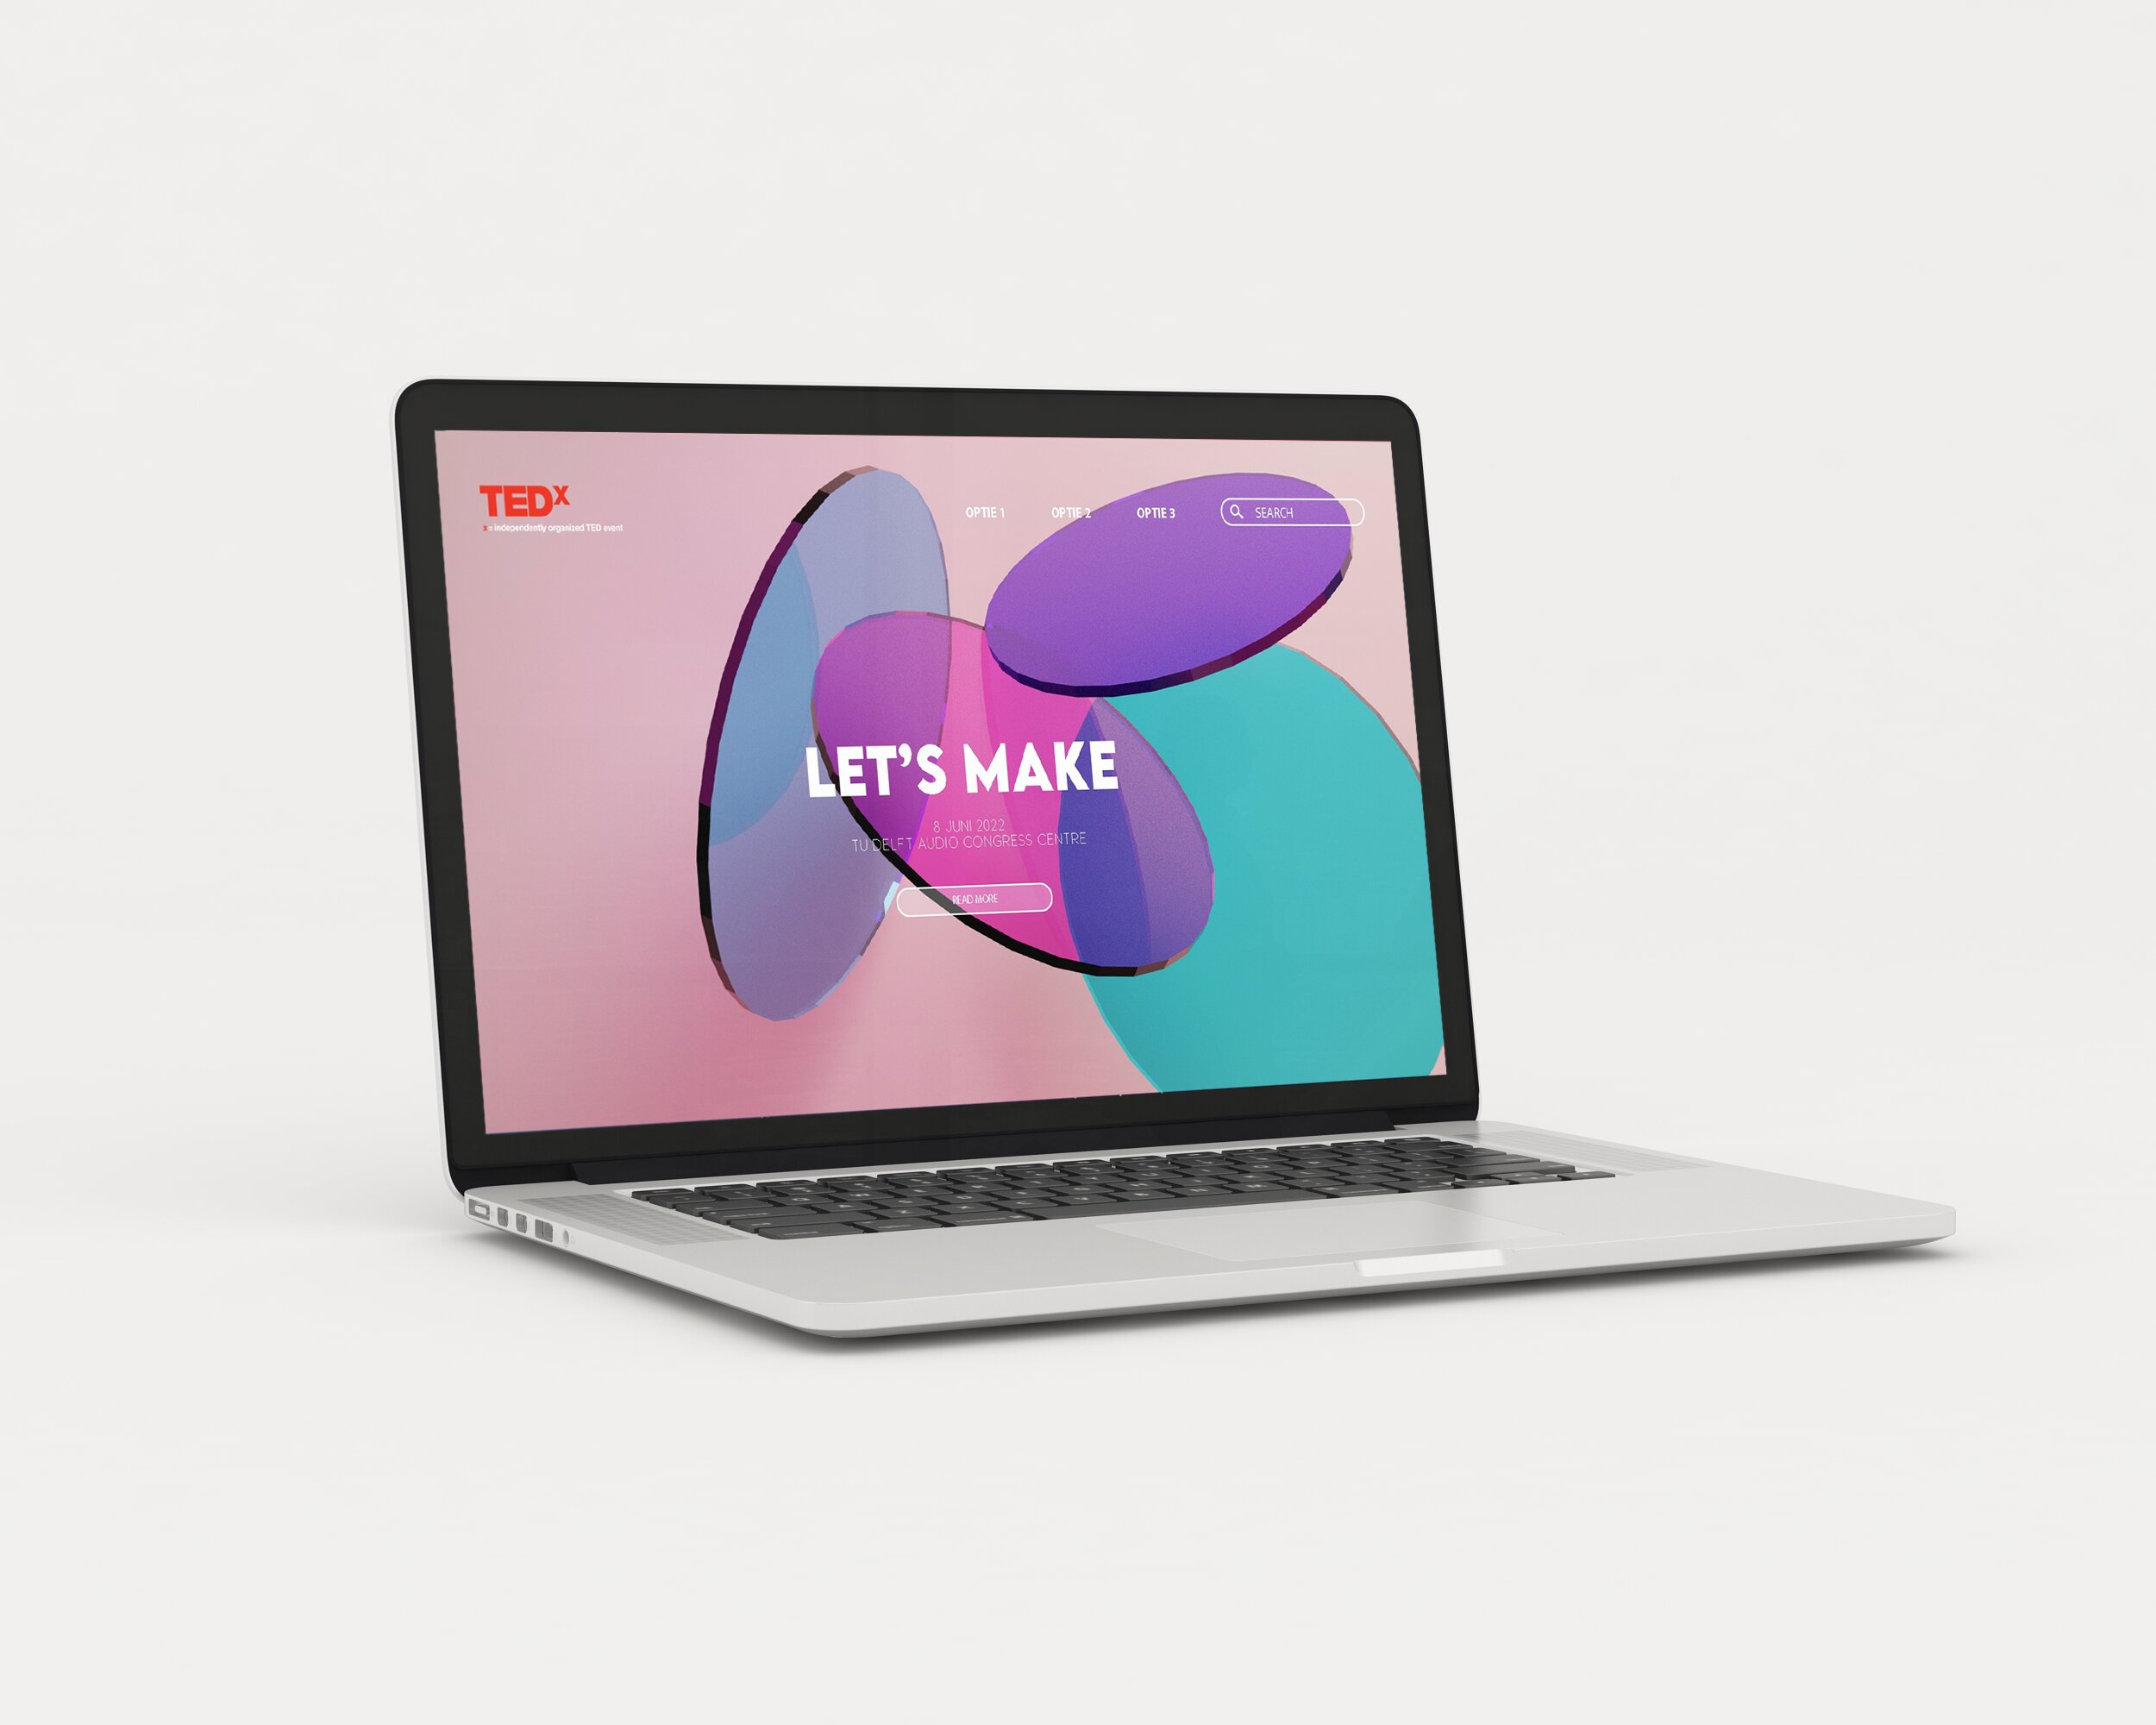 TEDx
x = independently organized TED event
OPTIE 1
OPTIE 2
OPTIE 3
SEARCH
LET'S MAKE
8 JUNI 2022
TU DELFT AUDIO CONGRESS CENTRE
READ MORE